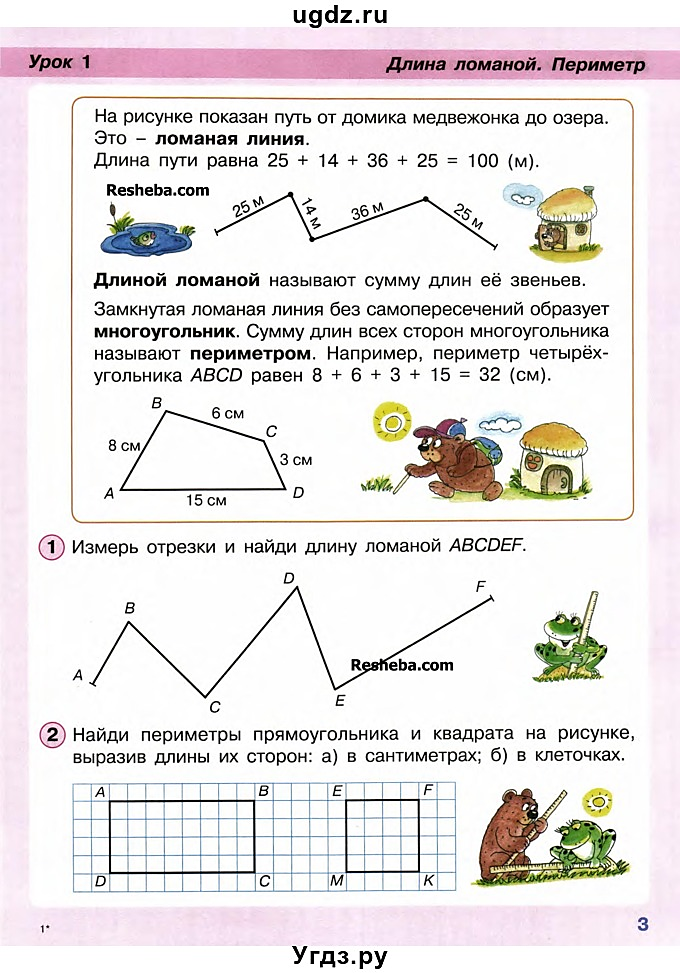 ugdz.ru
Урок 1
Длина ломаной. Периметр
На рисунке показан путь от домика медвежонка до озера.
Это – ломаная линия.
Длина пути равна 25 + 14 + 36 + 25 = 100 (м).
Resheba.com
25 м
14 м
36 м
25 м
Длиной ломаной называют сумму длин её звеньев.
Замкнутая ломаная линия без самопересечений образует
многоугольник. Сумму длин всех сторон многоугольника
называют периметром. Например, периметр четырёх-
угольника ABCD равен 8 + 6 + 3 + 15 = 32 (см).
B
6 см
C
8 см
3 см
A
15 см
D
1 Измерь отрезки и найди длину ломаной ABCDEF.
D
F
B
Resheba.com
A
C
E
2 Найди периметры прямоугольника и квадрата на рисунке,
выразив длины их сторон: а) в сантиметрах; б) в клеточках.
A B E F
D C M K
1*
3
Угдз.ру